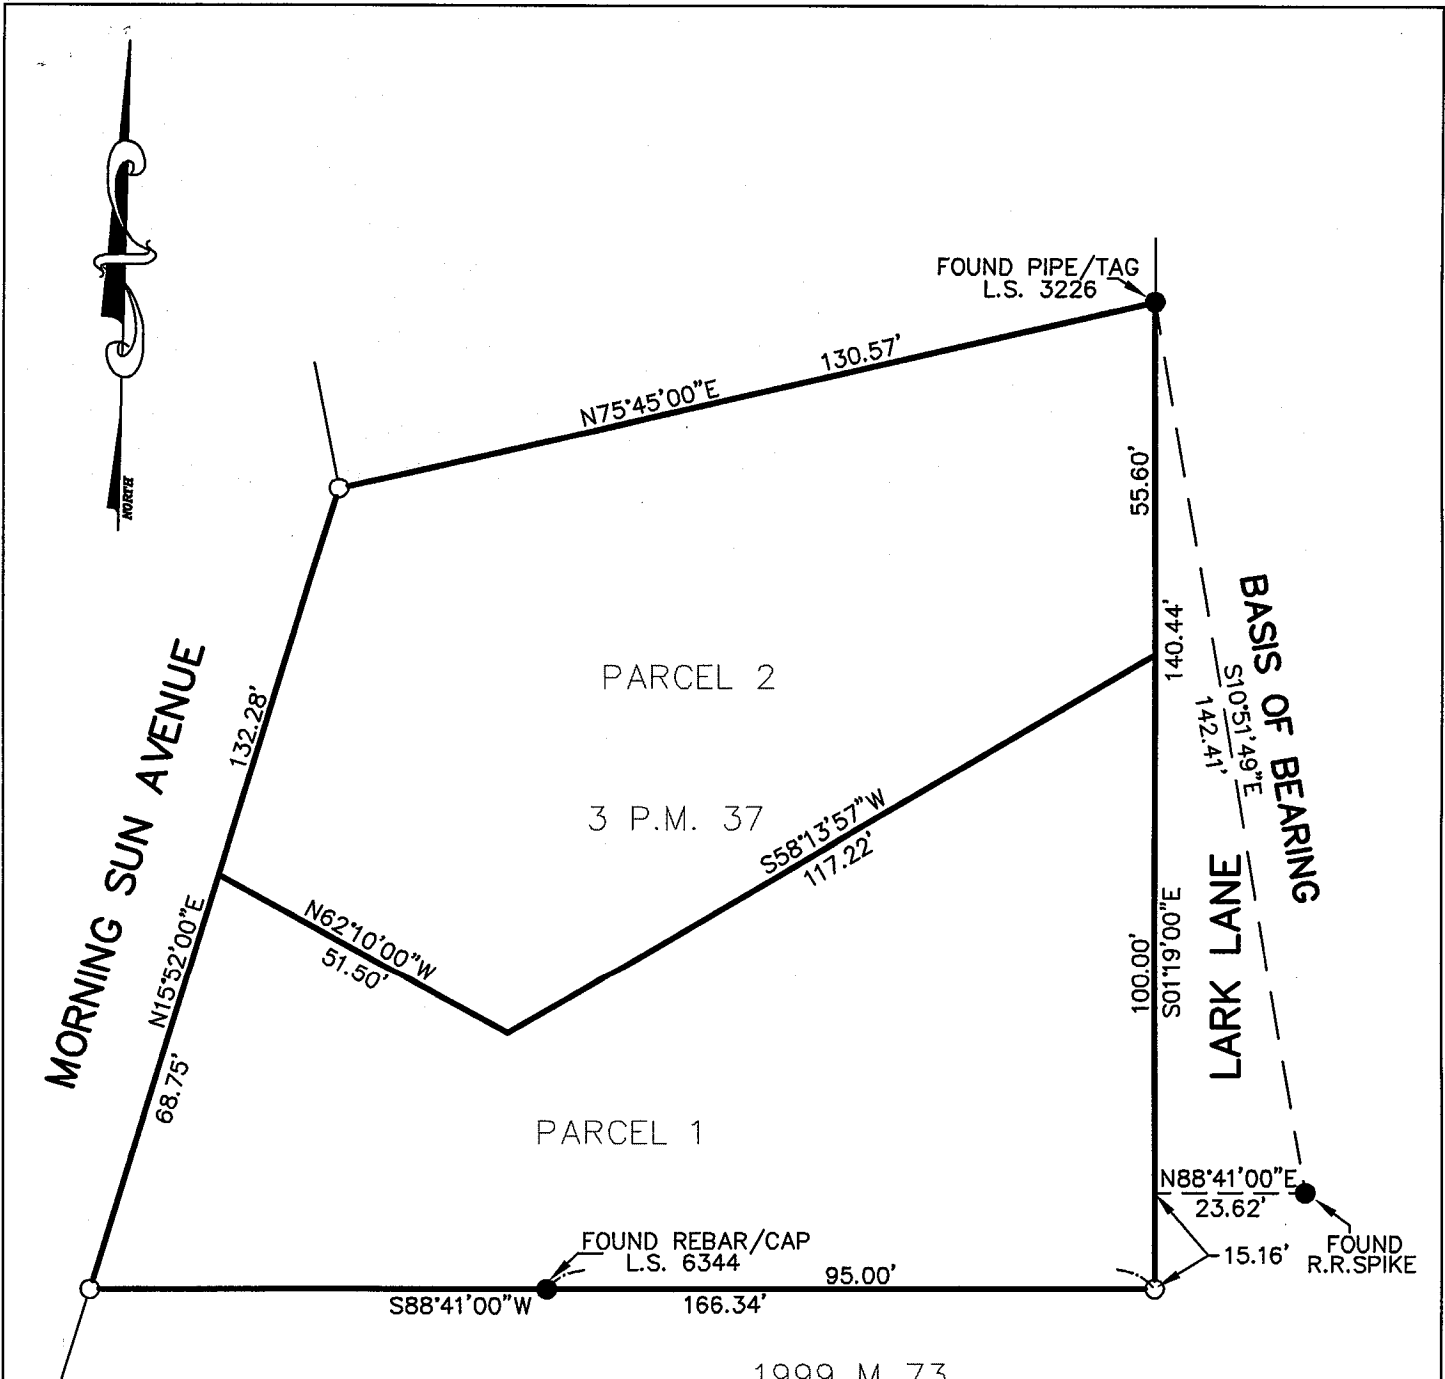 NORTH
FOUND PIPE/TAG
L.S. 3226
N75°45'00"E
130.57'
55.60'
140.44'
BASIS OF BEARING
S10°51'49"E
142.41'
PARCEL 2
3 P.M. 37
132.28'
MORNING SUN AVENUE
S58°13'57"W
117.22'
N62°10'00"W
51.50'
N15°52'00"E
68.75'
100.00'
S01°19'00"E
LARK LANE
PARCEL 1
N88°41'00"E
23.62'
15.16'
FOUND
R.R.SPIKE
FOUND REBAR/CAP
L.S. 6344
95.00'
S88°41'00"W
166.34'
1999 M 73